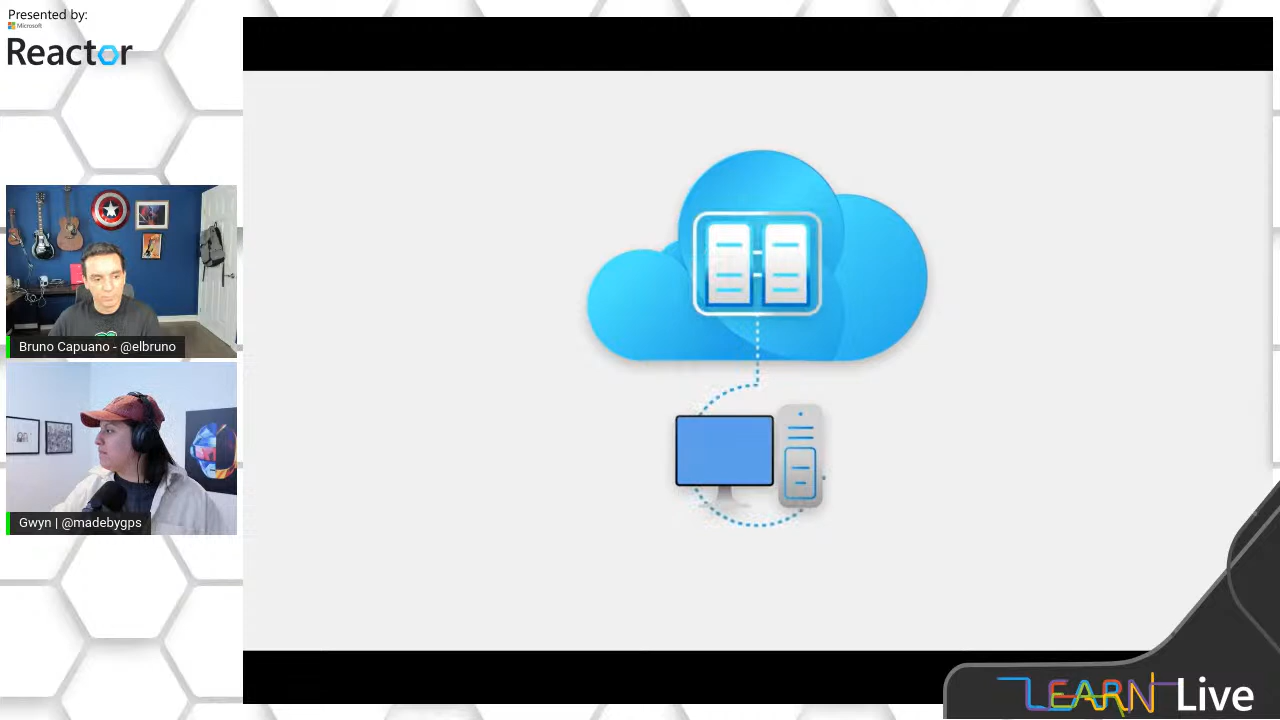 Presented by:
Microsoft
Reactor
Bruno Capuano - @elbruno
Gwyn | @madebygps
LEARN Live